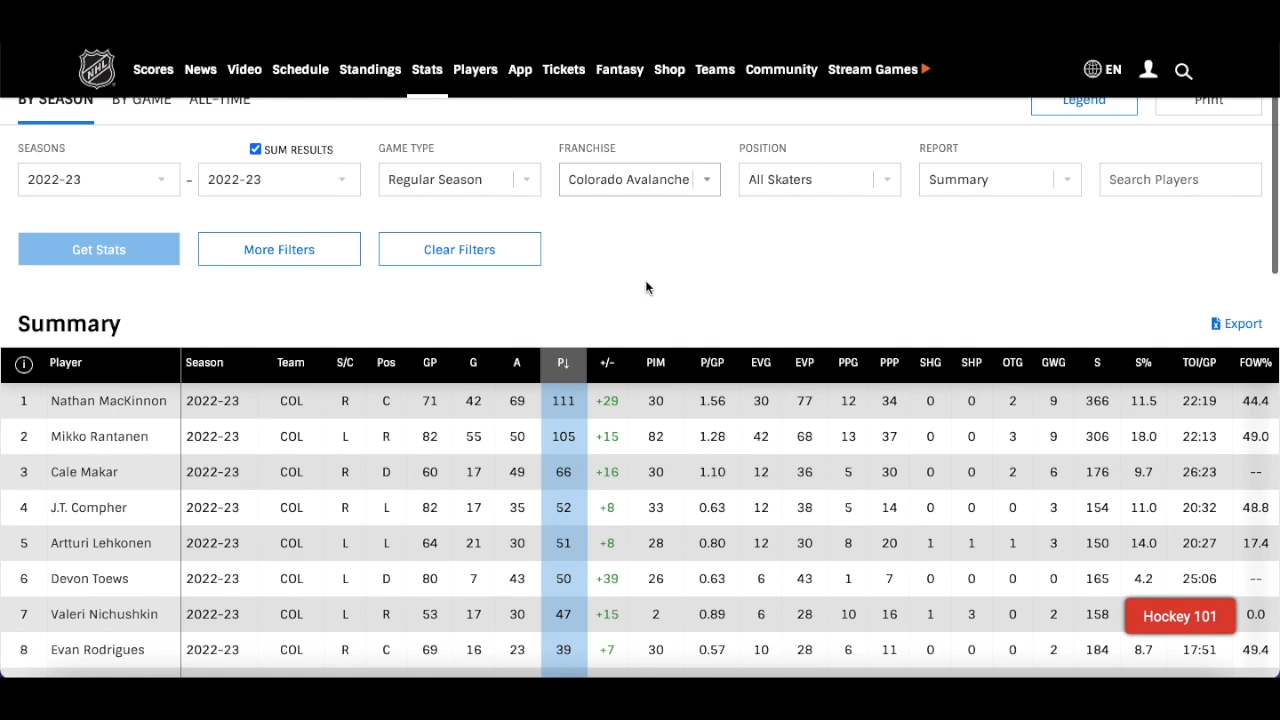 NHL
Scores News Video Schedule Standings Stats Players App Tickets Fantasy Shop Teams Community Stream Games EN
BY SEASON BY GAME ALL-TIME Legend Print
SEASONS SUM RESULTS GAME TYPE FRANCHISE POSITION REPORT
2022-23 – 2022-23 Regular Season Colorado Avalanche All Skaters Summary Search Players
Get Stats More Filters Clear Filters
Summary Export
i Player Season Team S/C Pos GP G A P↓ +/- PIM P/GP EVG EVP PPG PPP SHG SHP OTG GWG S S% TOI/GP FOW%
1 Nathan MacKinnon 2022-23 COL R C 71 42 69 111 +29 30 1.56 30 77 12 34 0 0 2 9 366 11.5 22:19 44.4
2 Mikko Rantanen 2022-23 COL L R 82 55 50 105 +15 82 1.28 42 68 13 37 0 0 3 9 306 18.0 22:13 49.0
3 Cale Makar 2022-23 COL R D 60 17 49 66 +16 30 1.10 12 36 5 30 0 0 2 6 176 9.7 26:23 --
4 J.T. Compher 2022-23 COL R L 82 17 35 52 +8 33 0.63 12 38 5 14 0 0 0 3 154 11.0 20:32 48.8
5 Artturi Lehkonen 2022-23 COL L L 64 21 30 51 +8 28 0.80 12 30 8 20 1 1 1 3 150 14.0 20:27 17.4
6 Devon Toews 2022-23 COL L D 80 7 43 50 +39 26 0.63 6 43 1 7 0 0 0 0 165 4.2 25:06 --
7 Valeri Nichushkin 2022-23 COL L R 53 17 30 47 +15 2 0.89 6 28 10 16 1 3 0 2 158 Hockey 101 0.0
8 Evan Rodrigues 2022-23 COL R C 69 16 23 39 +7 30 0.57 10 28 6 11 0 0 0 2 184 8.7 17:51 49.4